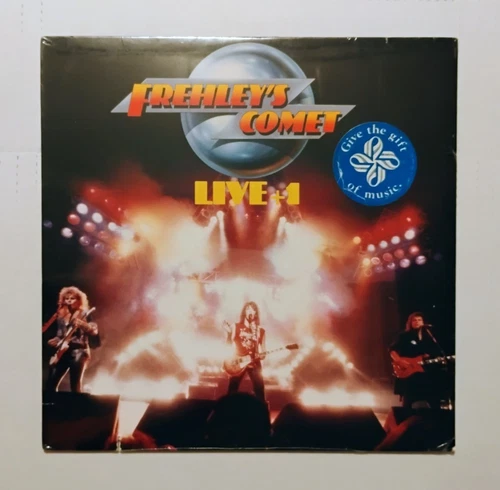 FREHLEY'S
COMET
LIVE+1
Give the gift
of music.